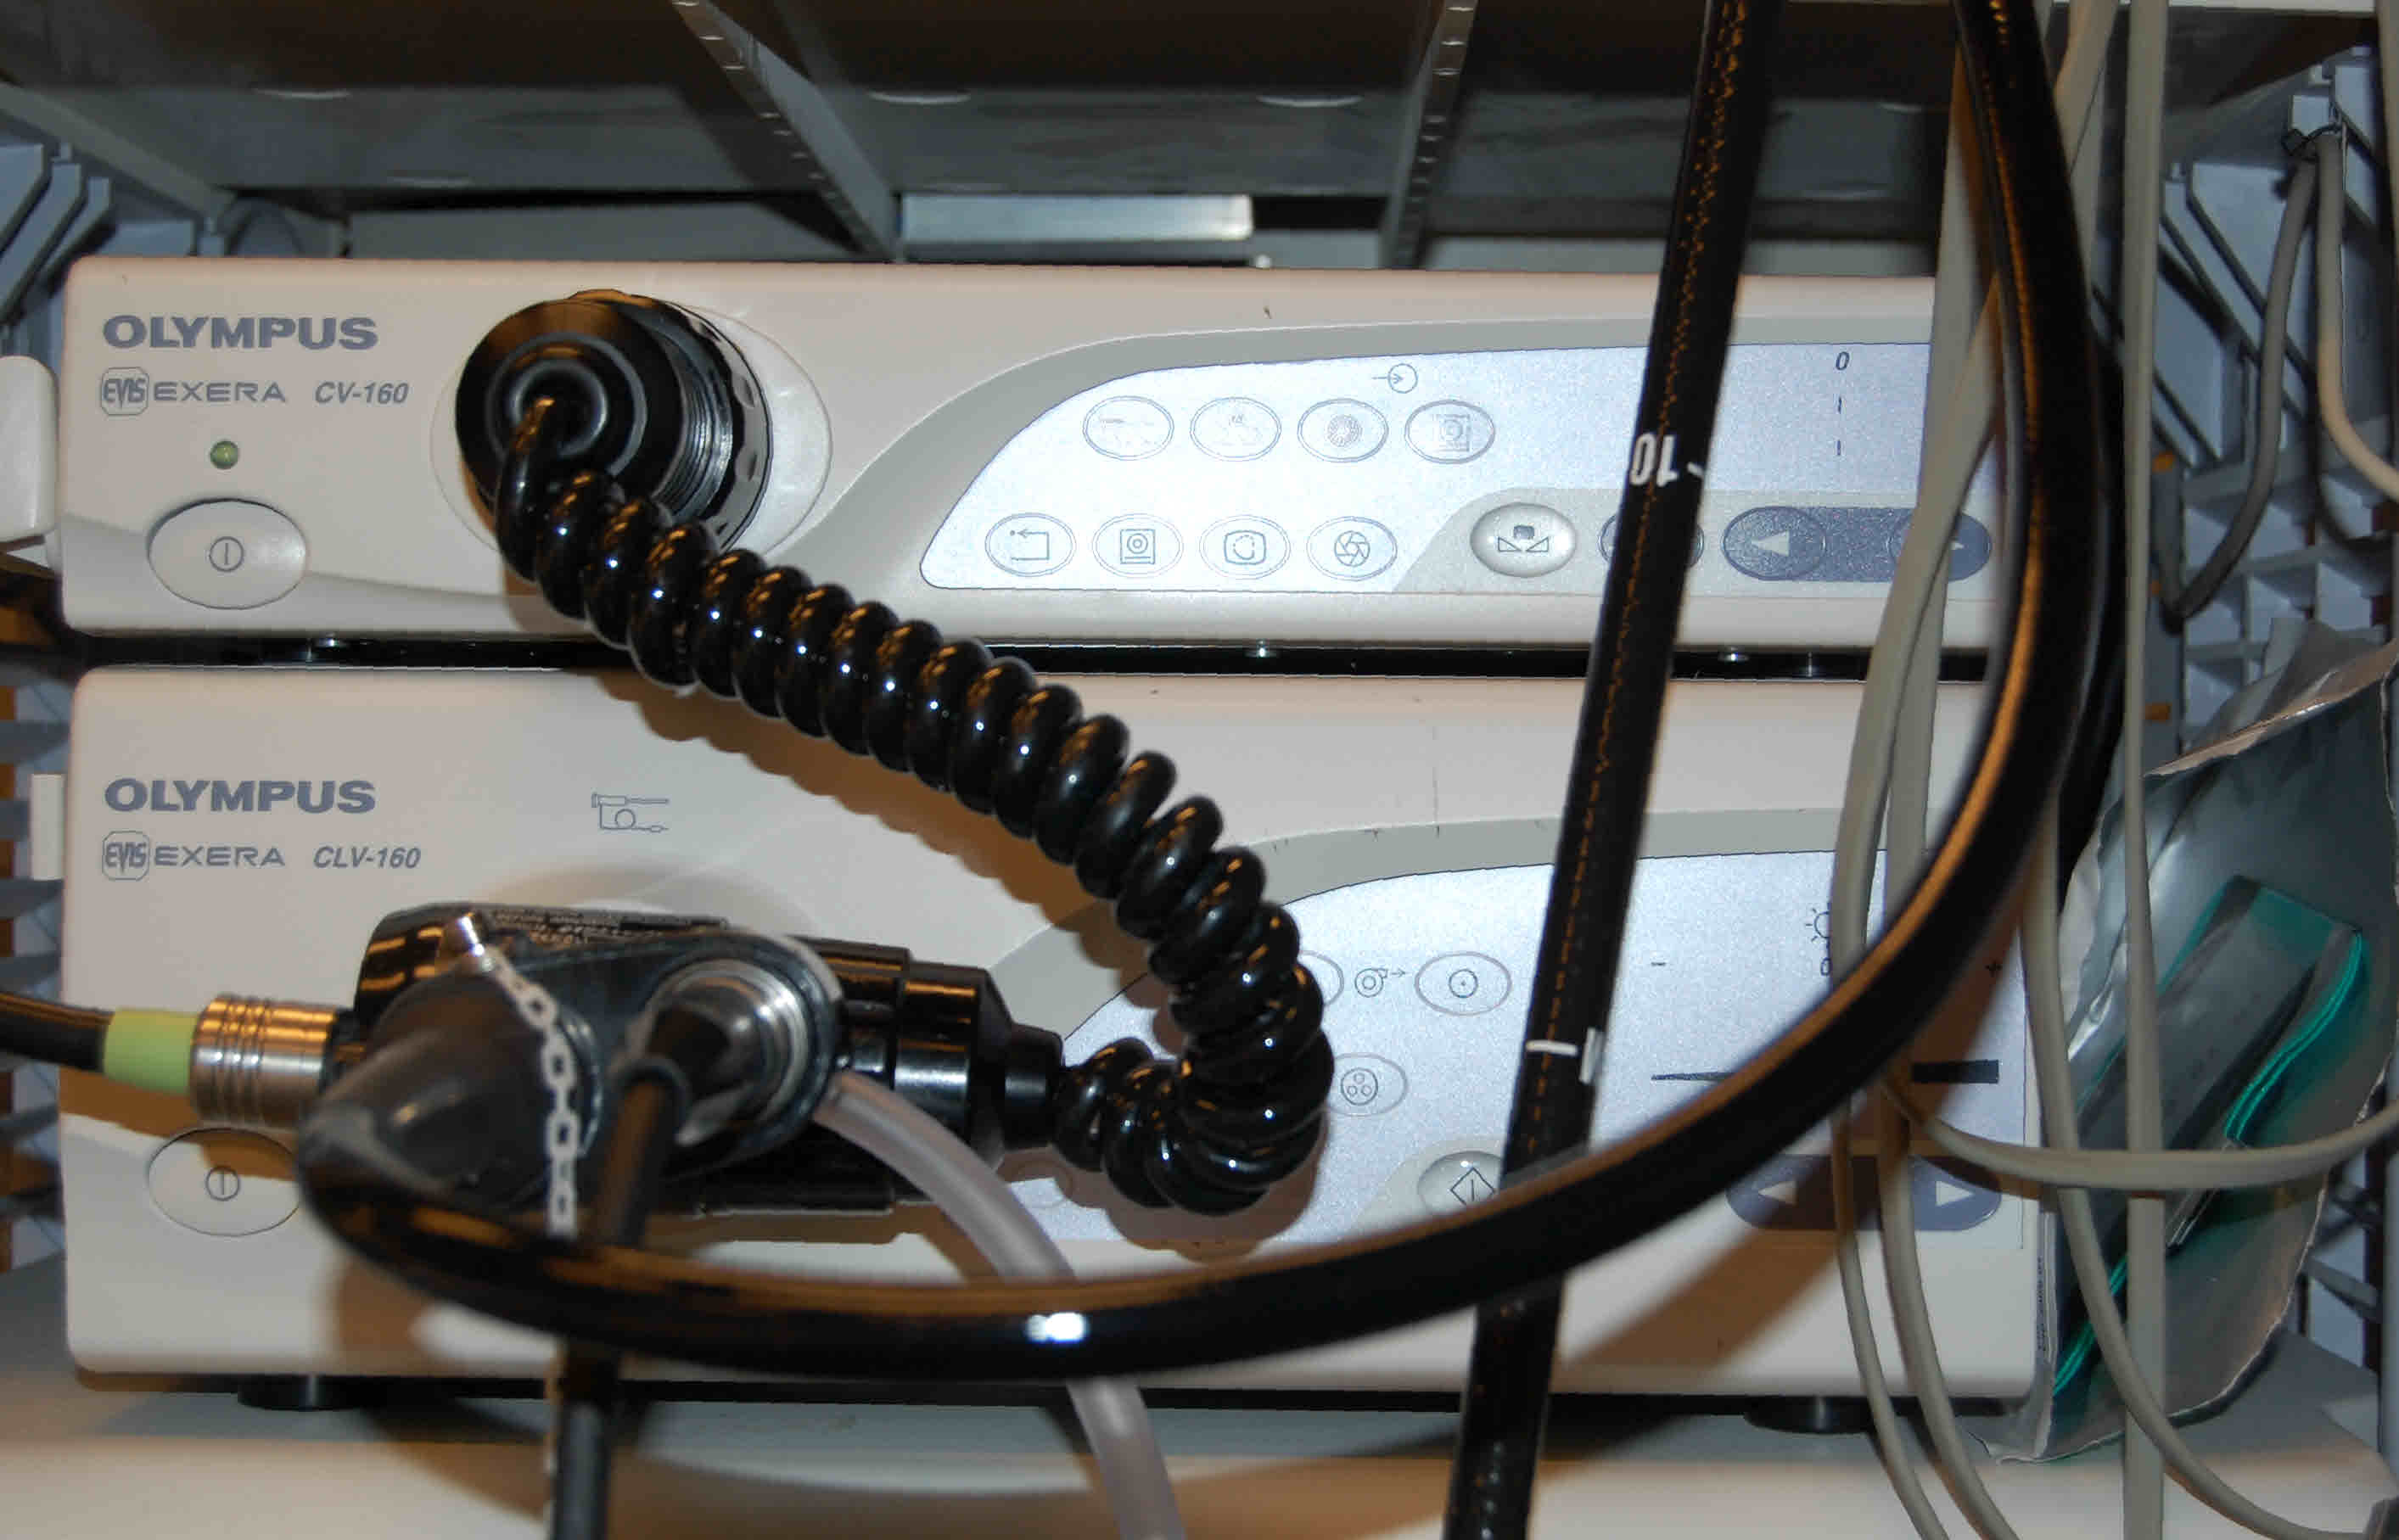 OLYMPUS
EVIS EXERA CV-160
0
10
OLYMPUS
EVIS EXERA CLV-160